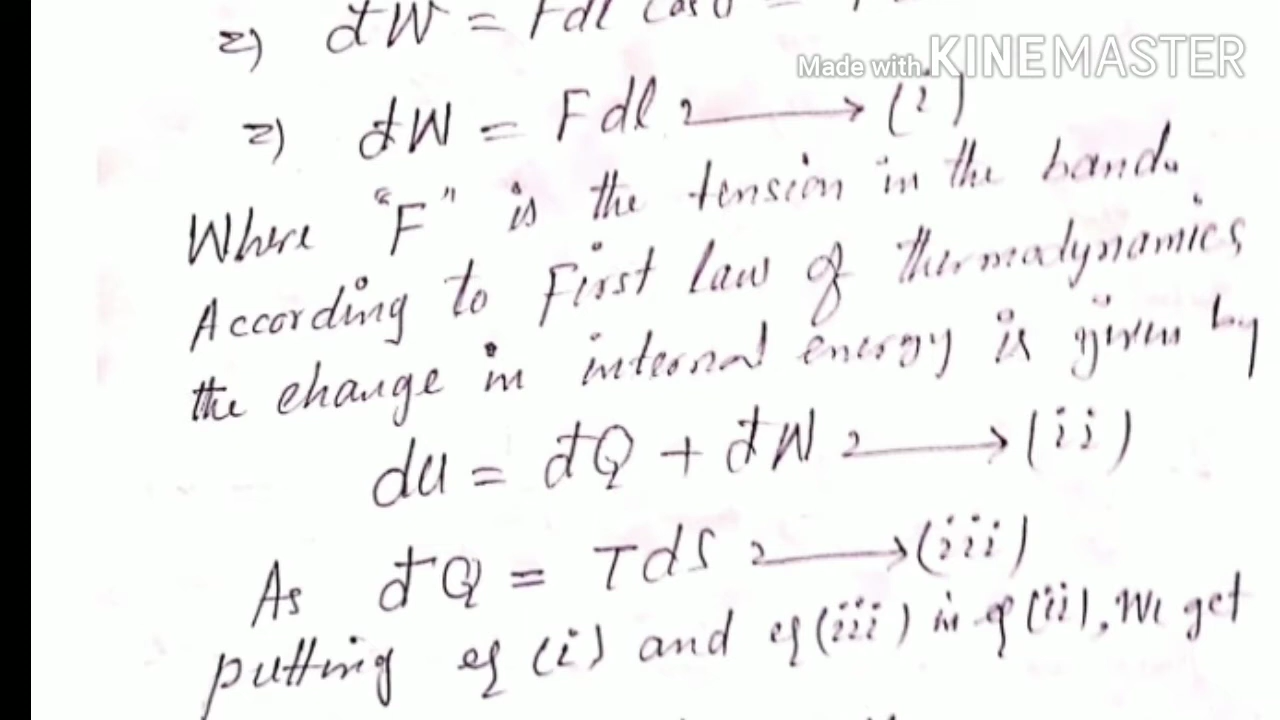 ⇒ đW = Fdl cos 0 =
Made with KINEMASTER
⇒ đW = Fdl → (i)
Where "F" is the tension in the band.
According to First law of thermodynamics,
the change in internal energy is given by
du = đQ + đW → (ii)
As đQ = TdS → (iii)
putting eq (i) and eq (iii) in eq (ii), We get